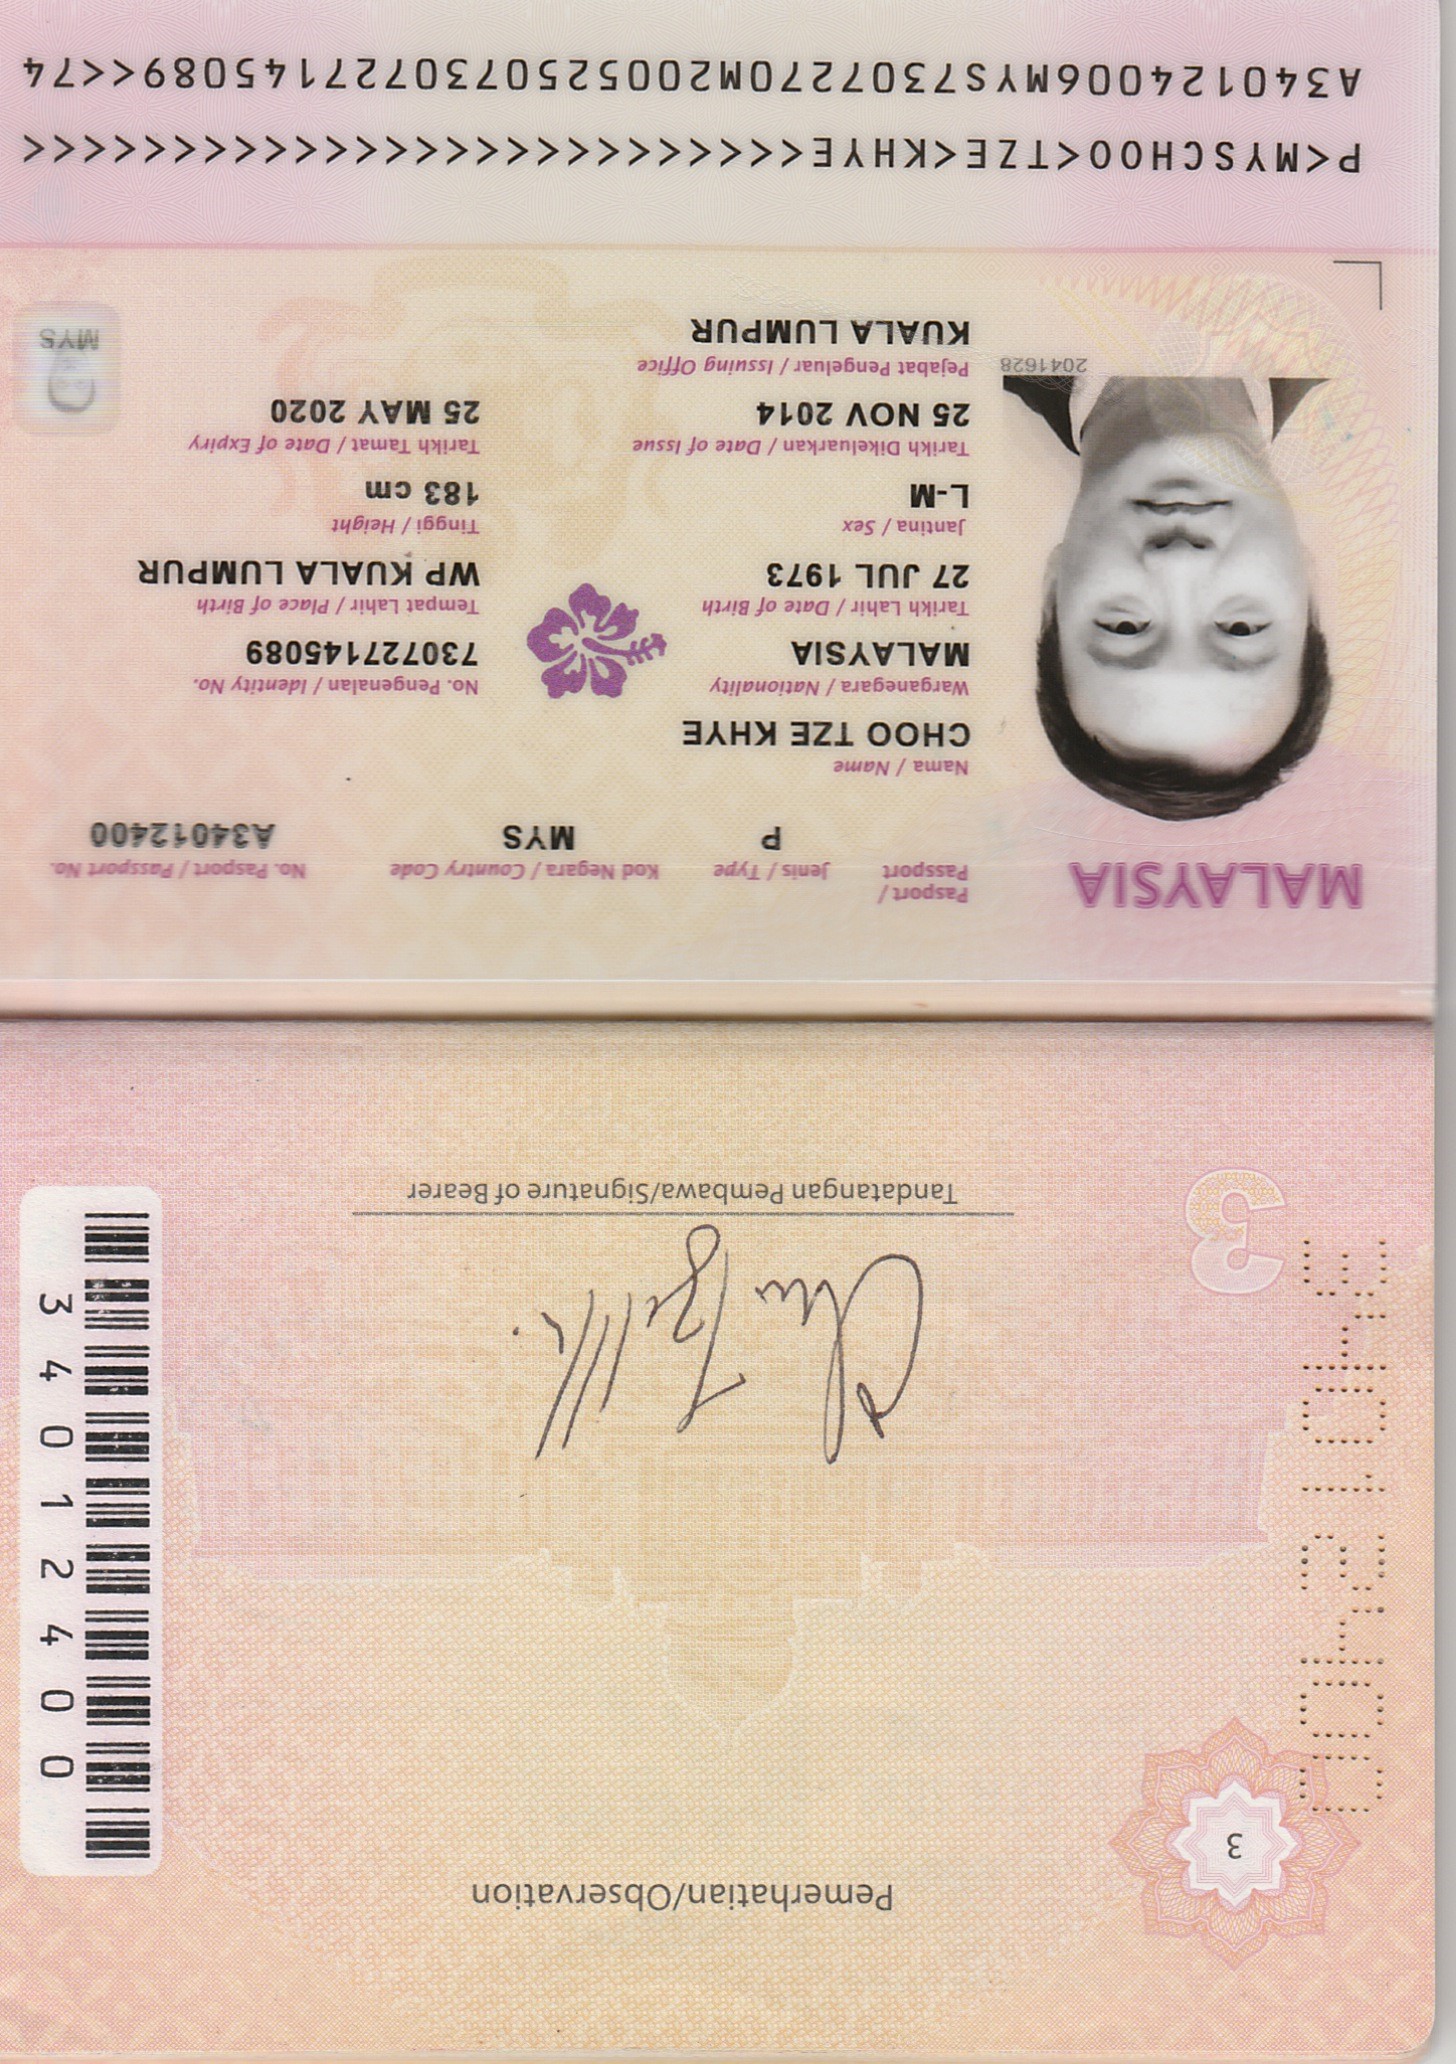 Pemerhatian/Observation
3
A34012400
34012400
3
Tandatangan Pembawa/Signature of Bearer
MALAYSIA
Pasport / Passport
Jenis / Type
Kod Negara / Country Code
No. Pasport / Passport No.
P
MYS
A34012400
Nama / Name
CHOO TZE KHYE
Warganegara / Nationality
No. Pengenalan / Identity No.
MALAYSIA
730727145089
Tarikh Lahir / Date of Birth
Tempat Lahir / Place of Birth
27 JUL 1973
WP KUALA LUMPUR
Jantina / Sex
Tinggi / Height
L-M
183 cm
Tarikh Dikeluarkan / Date of Issue
Tarikh Tamat / Date of Expiry
25 NOV 2014
25 MAY 2020
2041628
Pejabat Pengeluar / Issuing Office
KUALA LUMPUR
MYS
P<MYSCHOO<TZE<KHYE<<<<<<<<<<<<<<<<<<<<<<<<<<
A340124006MYS7307270M2005250730727145089<<74